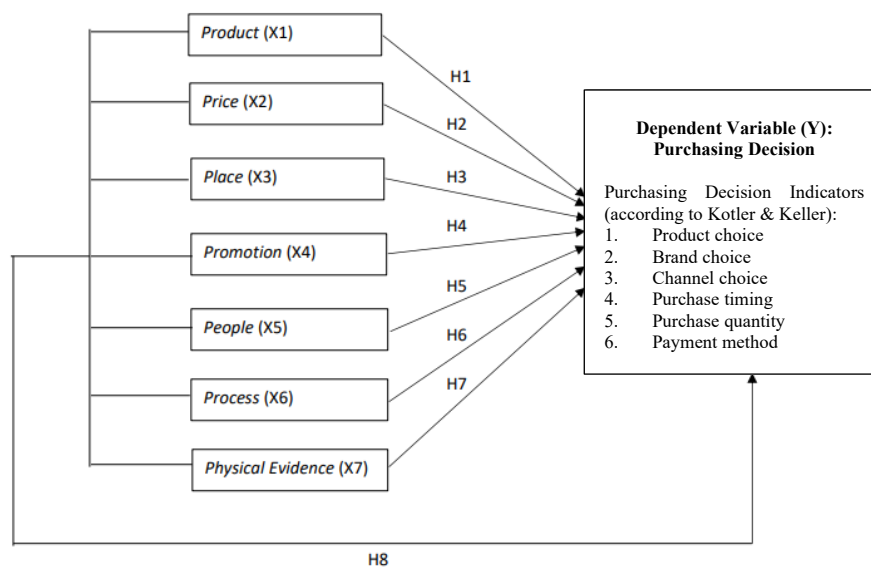 Product (X1)
H1
Price (X2)
H2
Place (X3)
H3
Promotion (X4)
H4
People (X5)
H5
Process (X6)
H6
Physical Evidence (X7)
H7
Dependent Variable (Y):
Purchasing Decision
Purchasing Decision Indicators
(according to Kotler & Keller):
1. Product choice
2. Brand choice
3. Channel choice
4. Purchase timing
5. Purchase quantity
6. Payment method
H8